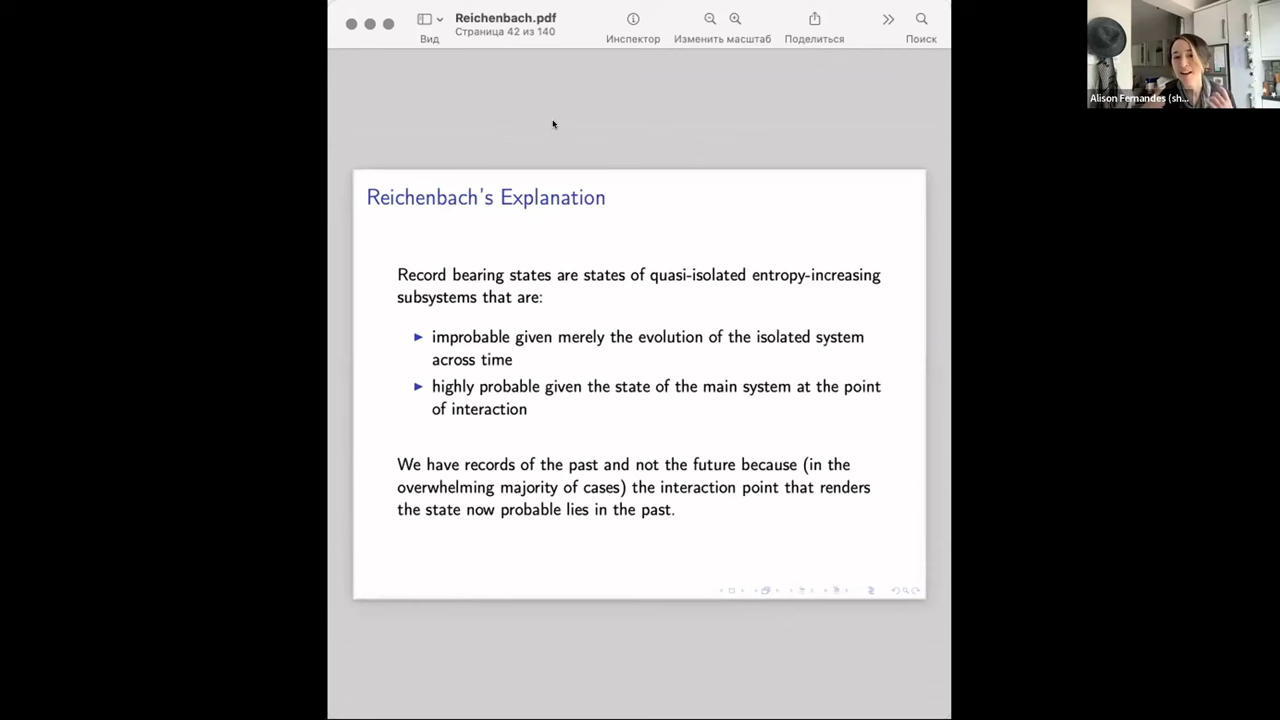 Reichenbach.pdf
Страница 42 из 140
Вид
Инспектор
Изменить масштаб
Поделиться
Поиск
Alison Fernandes (sh...
Reichenbach's Explanation
Record bearing states are states of quasi-isolated entropy-increasing
subsystems that are:
improbable given merely the evolution of the isolated system
across time
highly probable given the state of the main system at the point
of interaction
We have records of the past and not the future because (in the
overwhelming majority of cases) the interaction point that renders
the state now probable lies in the past.